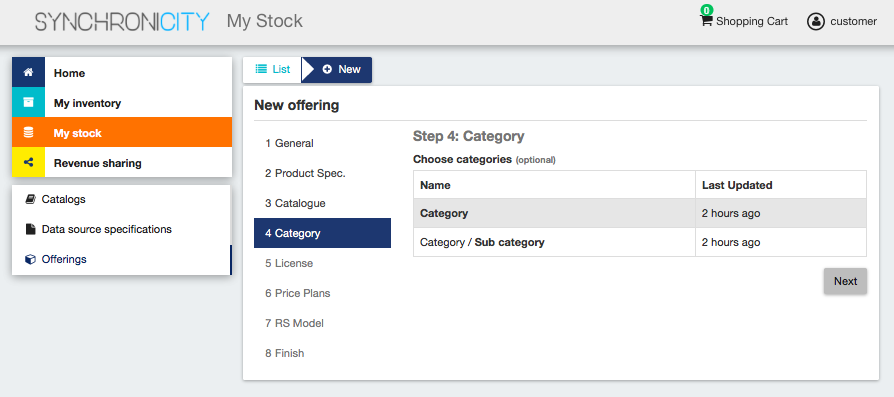 SYNCHRONICITY My Stock 0 Shopping Cart customer
Home
My inventory
My stock
Revenue sharing
Catalogs
Data source specifications
Offerings
List New
New offering
1 General
2 Product Spec.
3 Catalogue
4 Category
5 License
6 Price Plans
7 RS Model
8 Finish
Step 4: Category
Choose categories (optional)
Name Last Updated
Category 2 hours ago
Category / Sub category 2 hours ago
Next